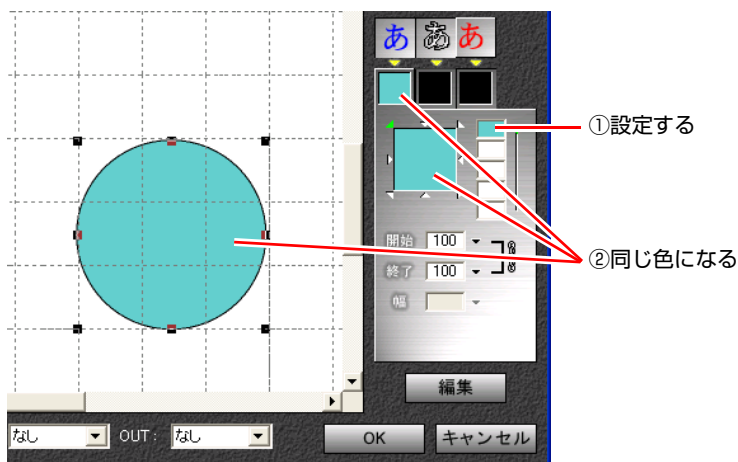 あ あ あ
①設定する
②同じ色になる
開始 100
終了 100
幅
編集
なし OUT: なし OK キャンセル